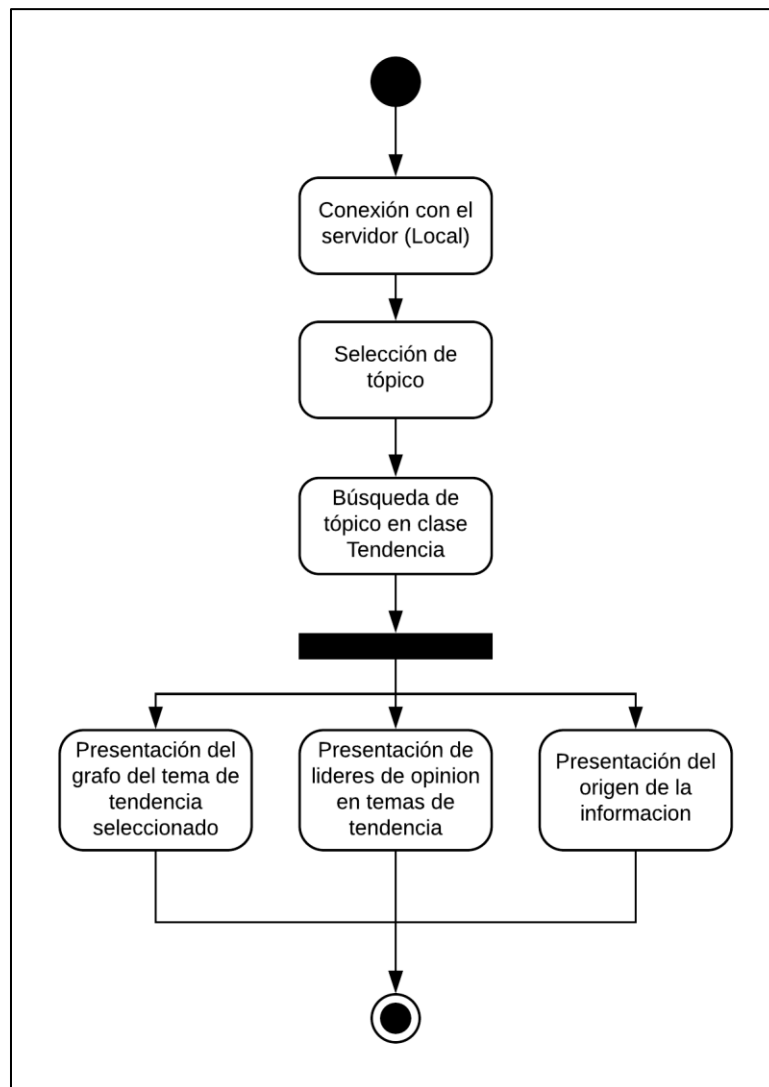 Conexión con el
servidor (Local)
Selección de
tópico
Búsqueda de
tópico en clase
Tendencia
Presentación del
grafo del tema de
tendencia
seleccionado
Presentación de
lideres de opinion
en temas de
tendencia
Presentación del
origen de la
informacion